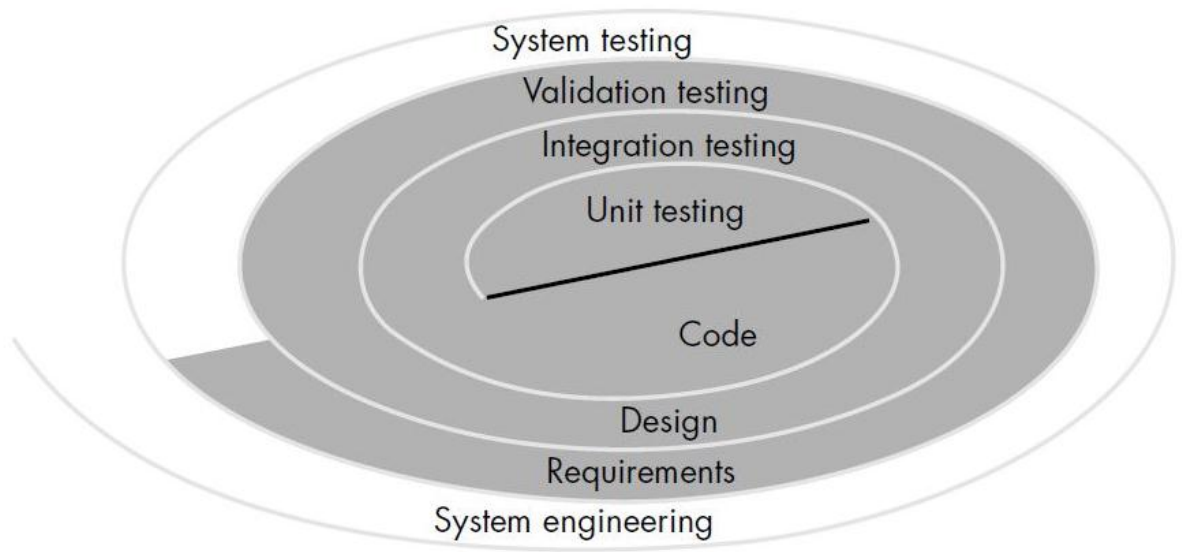 System testing
Validation testing
Integration testing
Unit testing
Code
Design
Requirements
System engineering